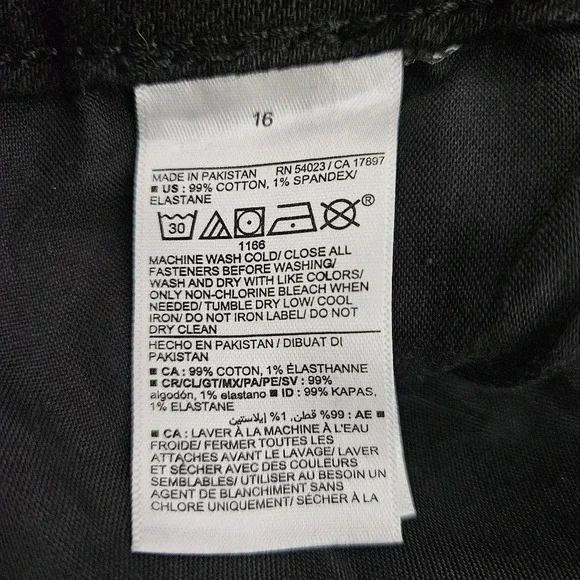 16
MADE IN PAKISTAN RN 54023 / CA 17897
■ US : 99% COTTON, 1% SPANDEX/
ELASTANE
30 ®
1166
MACHINE WASH COLD/ CLOSE ALL
FASTENERS BEFORE WASHING/
WASH AND DRY WITH LIKE COLORS/
ONLY NON-CHLORINE BLEACH WHEN
NEEDED/ TUMBLE DRY LOW/ COOL
IRON/ DO NOT IRON LABEL/ DO NOT
DRY CLEAN
HECHO EN PAKISTAN / DIBUAT DI
PAKISTAN
■ CA : 99% COTON, 1% ÉLASTHANNE
■ CR/CL/GT/MX/PA/PE/SV : 99%
algodón, 1% elastano ■ ID : 99% KAPAS,
1% ELASTANE
■ AE : 99% قطن, 1% إيلاستين
■ CA : LAVER À LA MACHINE À L'EAU
FROIDE/ FERMER TOUTES LES
ATTACHES AVANT LE LAVAGE/ LAVER
ET SÉCHER AVEC DES COULEURS
SEMBLABLES/ UTILISER AU BESOIN UN
AGENT DE BLANCHIMENT SANS
CHLORE UNIQUEMENT/ SÉCHER À LA